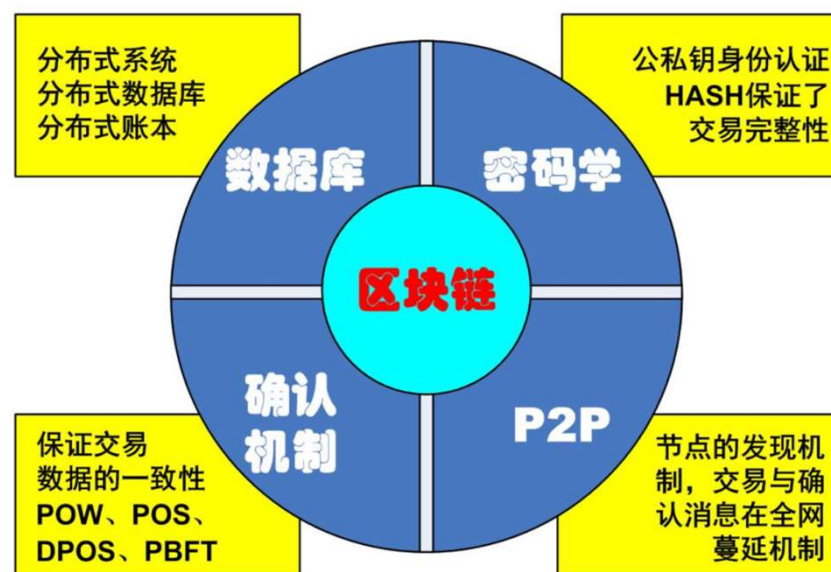 分布式系统
分布式数据库
分布式账本
公私钥身份认证
HASH保证了
交易完整性
数据库
密码学
区块链
确认
机制
P2P
保证交易
数据的一致性
POW、POS、
DPOS、PBFT
节点的发现机
制，交易与确
认消息在全网
蔓延机制